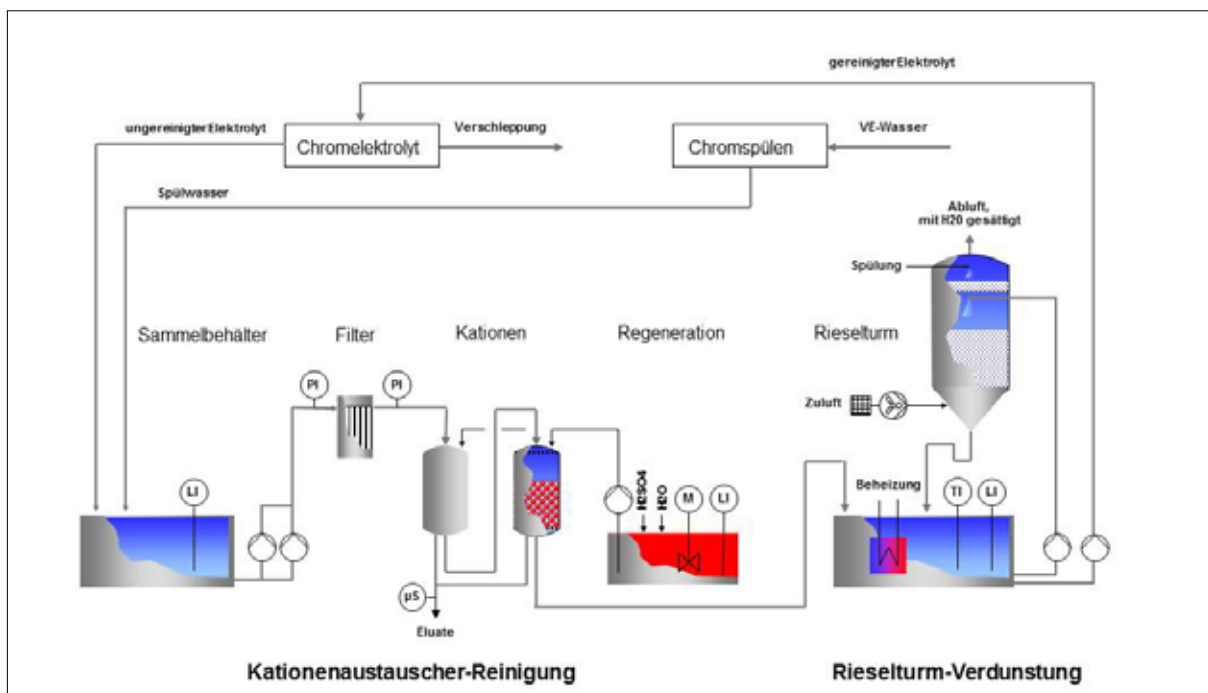 gereinigterElektrolyt
ungereinigterElektrolyt
Chromelektrolyt
Verschleppung
Chromspülen
VE-Wasser
Spülwasser
Abluft,
mit H20 gesättigt
Spülung
Sammelbehälter
Filter
Kationen
Regeneration
Rieselturm
PI
PI
Zuluft
LI
H2SO4
H2O
M
LI
Beheizung
TI
LI
µS
Eluate
Kationenaustauscher-Reinigung
Rieselturm-Verdunstung